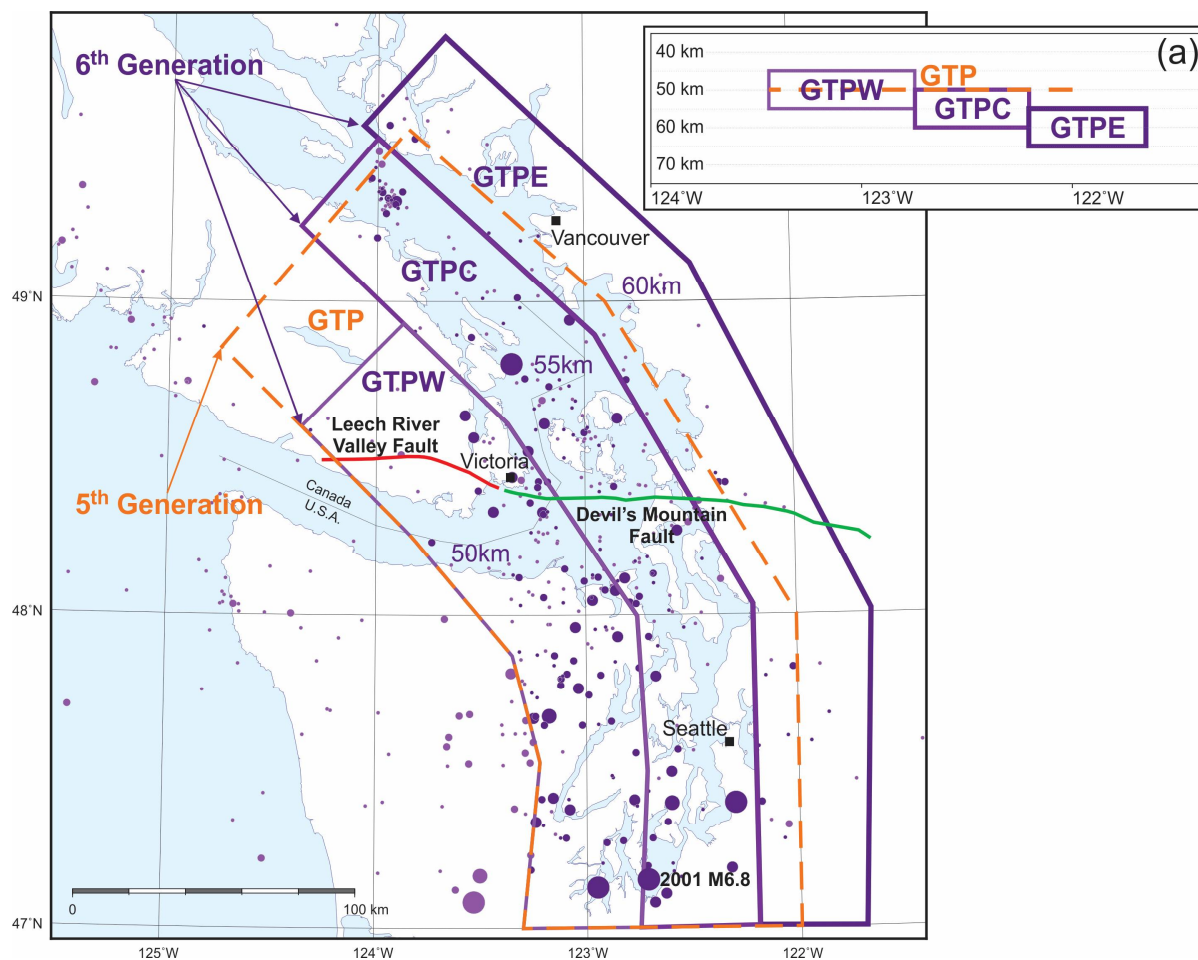 6th Generation
(a)
40 km
50 km
60 km
70 km
GTP
GTPW
GTPC
GTPE
124°W
123°W
122°W
GTPE
Vancouver
GTPC
60km
49°N
GTP
55km
GTPW
Leech River
Valley Fault
Victoria
5th Generation
Canada
U.S.A.
Devil's Mountain
Fault
50km
48°N
Seattle
2001 M6.8
0
100 km
47°N
125°W
124°W
123°W
122°W